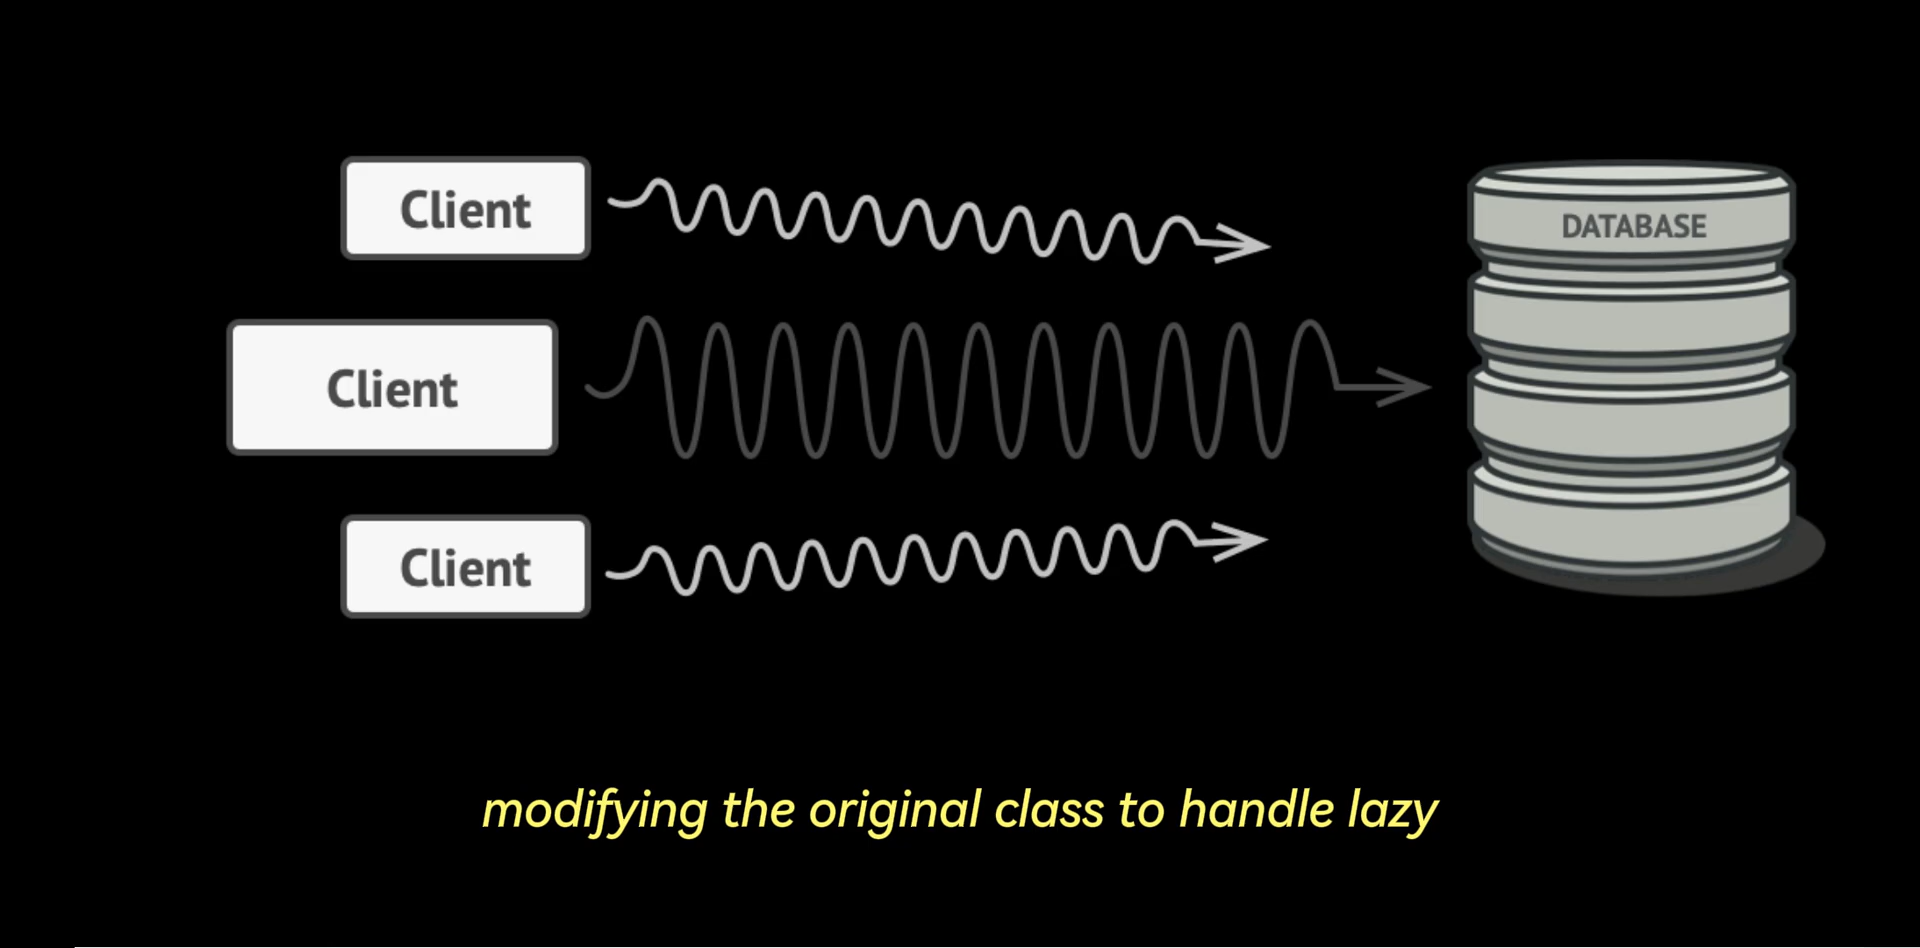 Client
DATABASE
Client
Client
modifying the original class to handle lazy